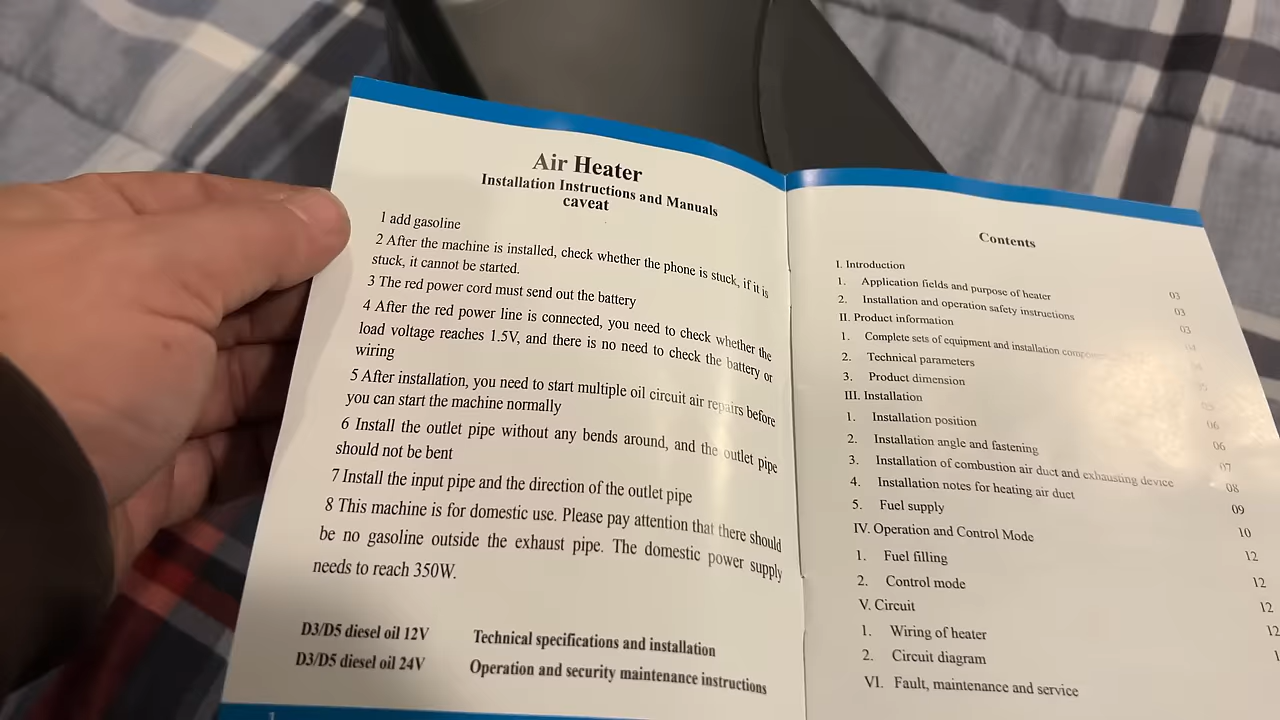 Air Heater
Installation Instructions and Manuals
caveat
1 add gasoline
2 After the machine is installed, check whether the phone is stuck, if it is
stuck, it cannot be started.
3 The red power cord must send out the battery
4 After the red power line is connected, you need to check whether the
load voltage reaches 1.5V, and there is no need to check the battery or
wiring
5 After installation, you need to start multiple oil circuit air repairs before
you can start the machine normally
6 Install the outlet pipe without any bends around, and the outlet pipe
should not be bent
7 Install the input pipe and the direction of the outlet pipe
8 This machine is for domestic use. Please pay attention that there should
be no gasoline outside the exhaust pipe. The domestic power supply
needs to reach 350W.
D3/D5 diesel oil 12V Technical specifications and installation
D3/D5 diesel oil 24V Operation and security maintenance instructions
1
Contents
I. Introduction 03
1. Application fields and purpose of heater 03
2. Installation and operation safety instructions 03
II. Product information
1. Complete sets of equipment and installation
2. Technical parameters
3. Product dimension
III. Installation 06
1. Installation position 06
2. Installation angle and fastening 07
3. Installation of combustion air duct and exhausting device 08
4. Installation notes for heating air duct 09
5. Fuel supply 10
IV. Operation and Control Mode 12
1. Fuel filling 12
2. Control mode 12
V. Circuit 12
1. Wiring of heater
2. Circuit diagram
VI. Fault, maintenance and service